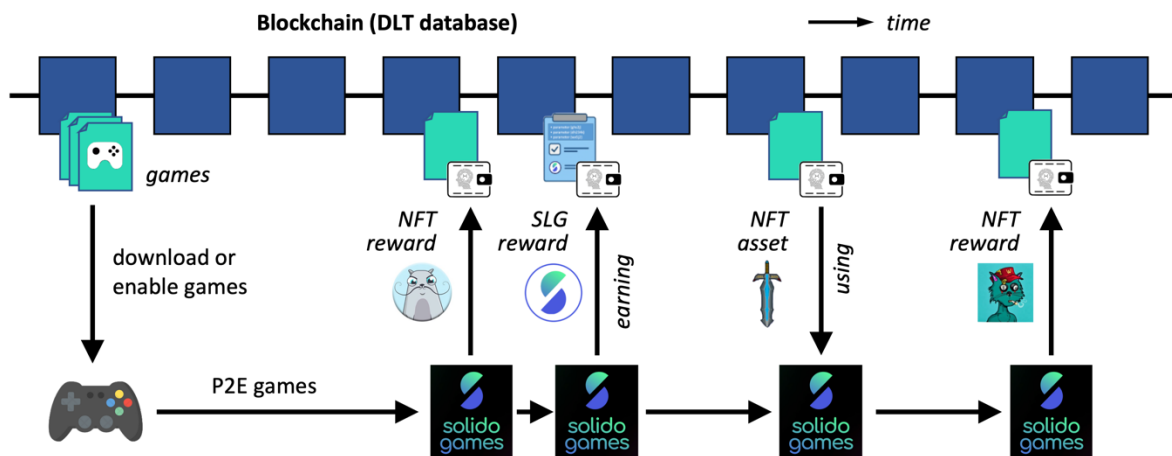 Blockchain (DLT database)
time
games
NFT
reward
SLG
reward
earning
NFT
asset
using
NFT
reward
download or
enable games
P2E games
solido
games
solido
games
solido
games
solido
games